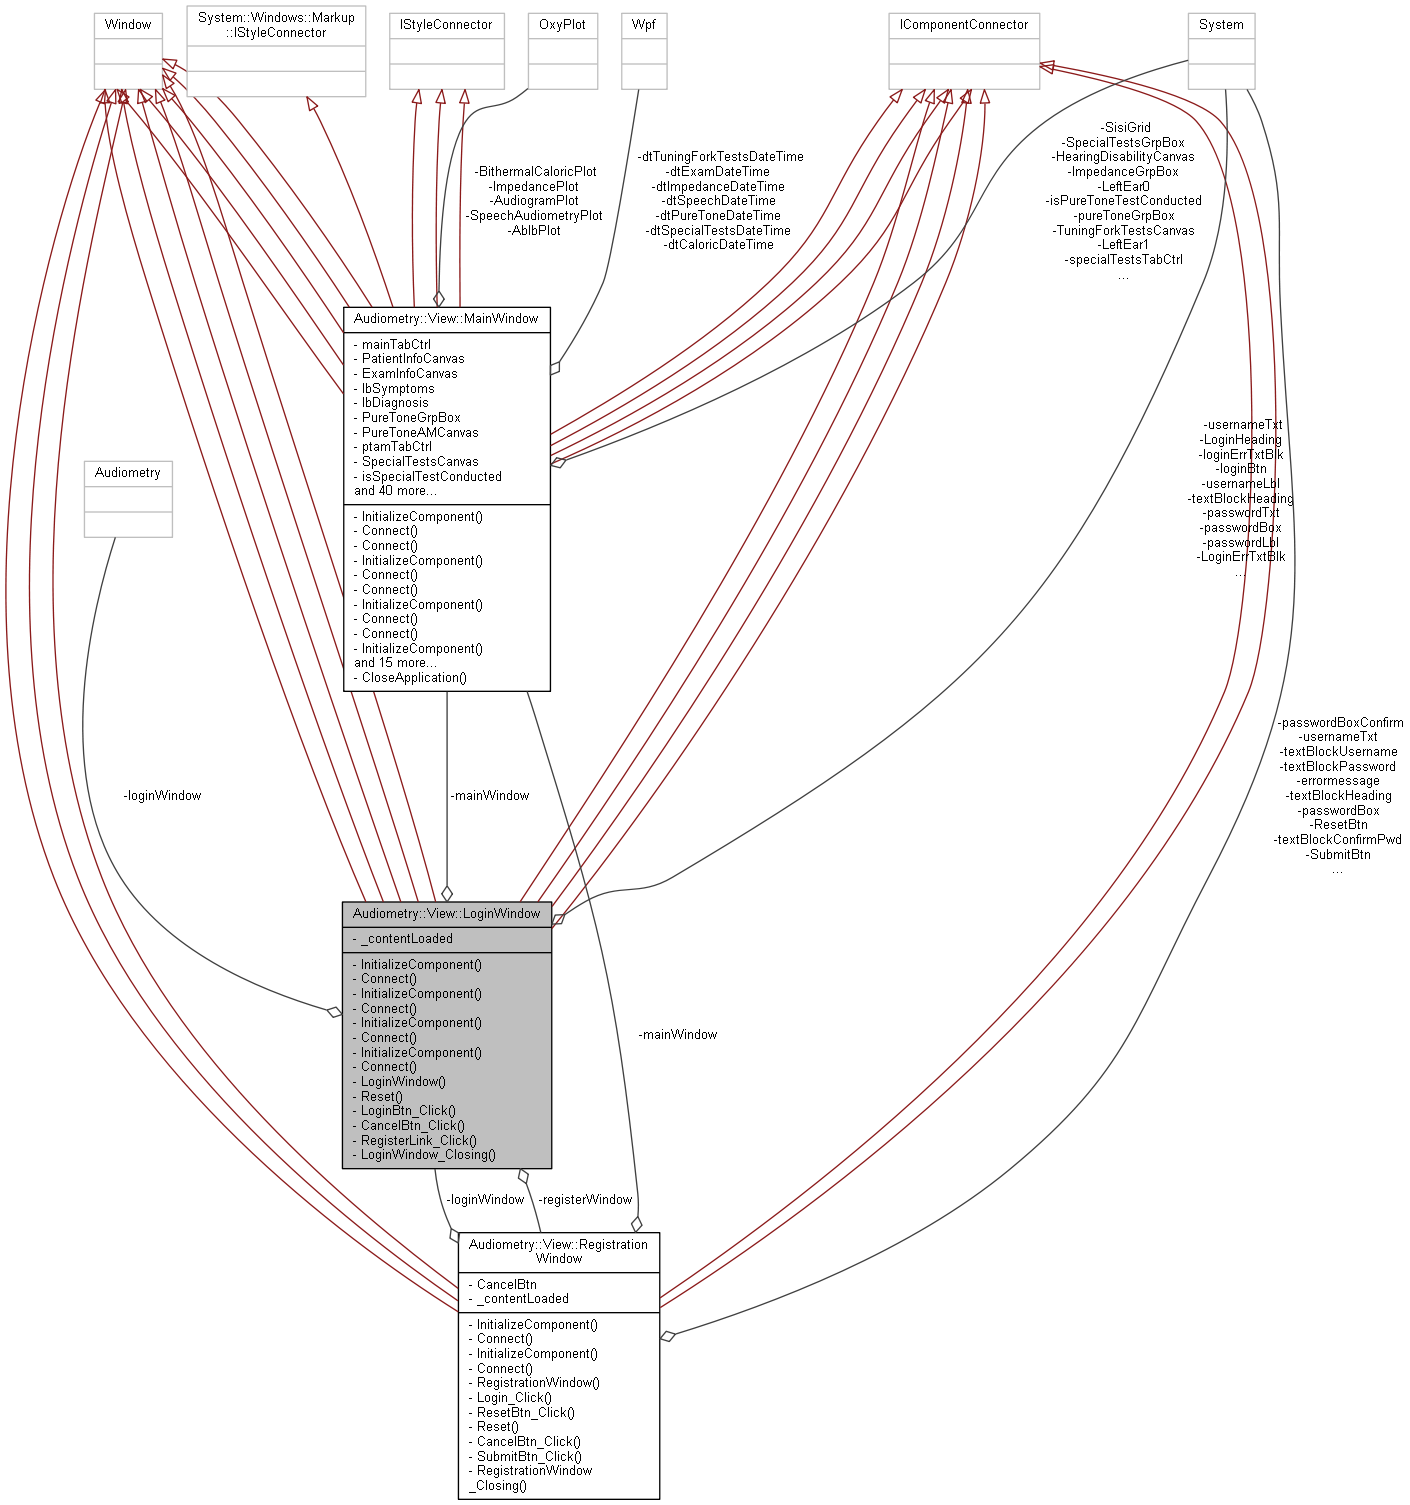 Window
System::Windows::Markup
::IStyleConnector
IStyleConnector
OxyPlot
Wpf
IComponentConnector
System
-BithermalCaloricPlot
-ImpedancePlot
-AudiogramPlot
-SpeechAudiometryPlot
-AblbPlot
-dtTuningForkTestsDateTime
-dtExamDateTime
-dtImpedanceDateTime
-dtSpeechDateTime
-dtPureToneDateTime
-dtSpecialTestsDateTime
-dtCaloricDateTime
-SisiGrid
-SpecialTestsGrpBox
-HearingDisabilityCanvas
-ImpedanceGrpBox
-LeftEar0
-isPureToneTestConducted
-pureToneGrpBox
-TuningForkTestsCanvas
-LeftEar1
-specialTestsTabCtrl
...
Audiometry::View::MainWindow
- mainTabCtrl
- PatientInfoCanvas
- ExamInfoCanvas
- lbSymptoms
- lbDiagnosis
- PureToneGrpBox
- PureToneAMCanvas
- ptamTabCtrl
- SpecialTestsCanvas
- isSpecialTestConducted
and 40 more...
- InitializeComponent()
- Connect()
- Connect()
- InitializeComponent()
- Connect()
- Connect()
- InitializeComponent()
- Connect()
- Connect()
- InitializeComponent()
and 15 more...
- CloseApplication()
Audiometry
-usernameTxt
-LoginHeading
-loginErrTxtBlk
-loginBtn
-usernameLbl
-textBlockHeading
-passwordTxt
-passwordBox
-passwordLbl
-LoginErrTxtBlk
...
-passwordBoxConfirm
-usernameTxt
-textBlockUsername
-textBlockPassword
-errormessage
-textBlockHeading
-passwordBox
-ResetBtn
-textBlockConfirmPwd
-SubmitBtn
...
-loginWindow
-mainWindow
Audiometry::View::LoginWindow
- _contentLoaded
- InitializeComponent()
- Connect()
- InitializeComponent()
- Connect()
- InitializeComponent()
- Connect()
- InitializeComponent()
- Connect()
- LoginWindow()
- Reset()
- LoginBtn_Click()
- CancelBtn_Click()
- RegisterLink_Click()
- LoginWindow_Closing()
-mainWindow
-loginWindow
-registerWindow
Audiometry::View::Registration
Window
- CancelBtn
- _contentLoaded
- InitializeComponent()
- Connect()
- InitializeComponent()
- Connect()
- RegistrationWindow()
- Login_Click()
- ResetBtn_Click()
- Reset()
- CancelBtn_Click()
- SubmitBtn_Click()
- RegistrationWindow
_Closing()